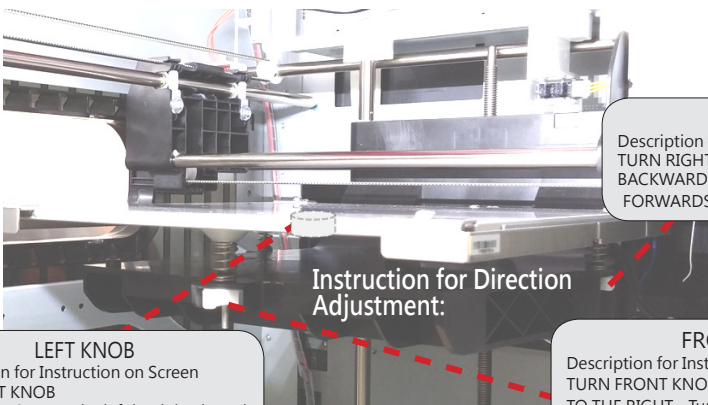 Description
TURN RIGHT
BACKWARD
FORWARDS
Instruction for Direction
Adjustment:
LEFT KNOB
for Instruction on Screen
KNOB
FRO
Description for Inst
TURN FRONT KNO
TO THE RIGHT